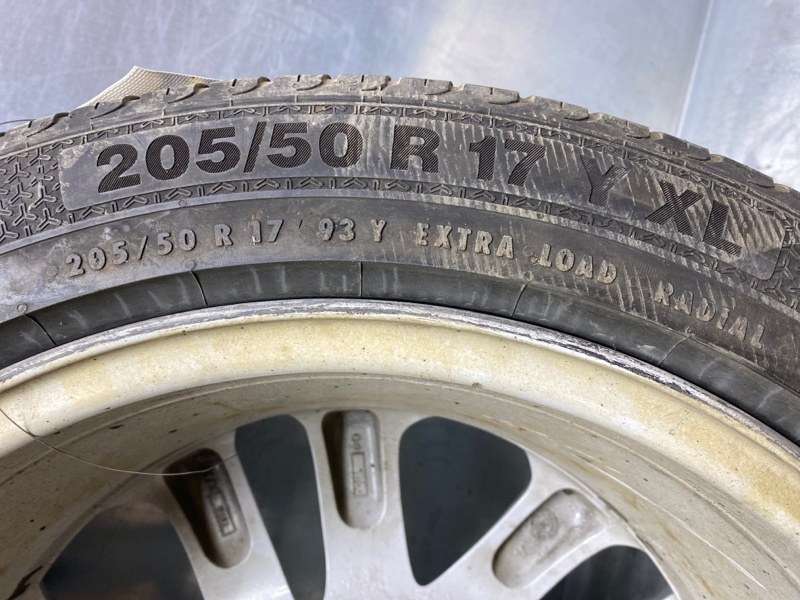 205/50 R 17 Y XL
205/50 R 17 93 Y EXTRA LOAD RADIAL